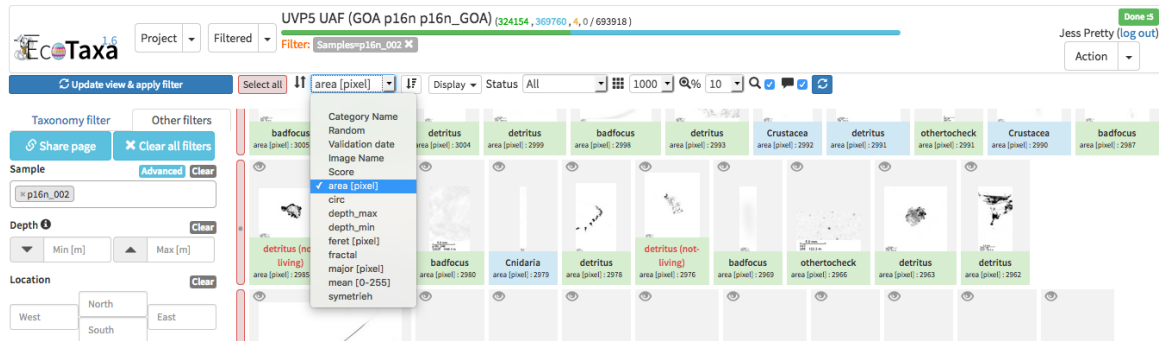 UVP5 UAF (GOA p16n p16n_GOA) (324154 , 369760 , 4, 0 / 693918 )
Done :5
EcoTaxa 1.6
Project
Filtered
Filter: Samples=p16n_002 ✖
Jess Pretty (log out)
Action
Update view & apply filter
Select all area [pixel] Display Status All 1000 % 10
Taxonomy filter Other filters
Share page ✖ Clear all filters
Sample Advanced Clear
×p16n_002
Depth Clear
Min [m] Max [m]
Location Clear
North
West East
South
Category Name
Random
Validation date
Image Name
Score
✓ area [pixel]
circ
depth_max
depth_min
feret [pixel]
fractal
major [pixel]
mean [0-255]
symetrieh
badfocus detritus detritus badfocus detritus Crustacea detritus othertocheck Crustacea badfocus
area [pixel] : 3005 area [pixel] : 3004 area [pixel] : 2999 area [pixel] : 2998 area [pixel] : 2993 area [pixel] : 2992 area [pixel] : 2991 area [pixel] : 2991 area [pixel] : 2990 area [pixel] : 2987
detritus (no
living) badfocus Cnidaria detritus detritus (not-
living) badfocus othertocheck detritus detritus
area [pixel] : 2985 area [pixel] : 2980 area [pixel] : 2979 area [pixel] : 2978 area [pixel] : 2976 area [pixel] : 2969 area [pixel] : 2966 area [pixel] : 2963 area [pixel] : 2962